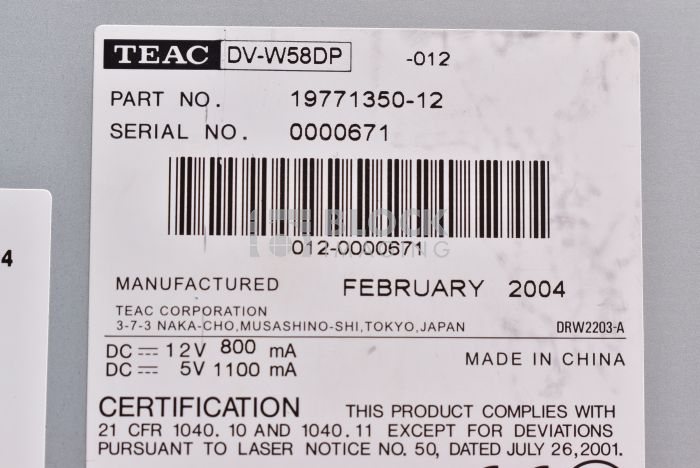 TEAC DV-W58DP -012
PART NO. 19771350-12
SERIAL NO. 0000671
BLOCK
IMAGING
012-0000671
MANUFACTURED FEBRUARY 2004
TEAC CORPORATION
3-7-3 NAKA-CHO,MUSASHINO-SHI,TOKYO,JAPAN DRW2203-A
DC 12V 800 mA
DC 5V 1100 mA
MADE IN CHINA
4
CERTIFICATION THIS PRODUCT COMPLIES WITH
21 CFR 1040. 10 AND 1040. 11 EXCEPT FOR DEVIATIONS
PURSUANT TO LASER NOTICE NO. 50, DATED JULY 26, 2001.